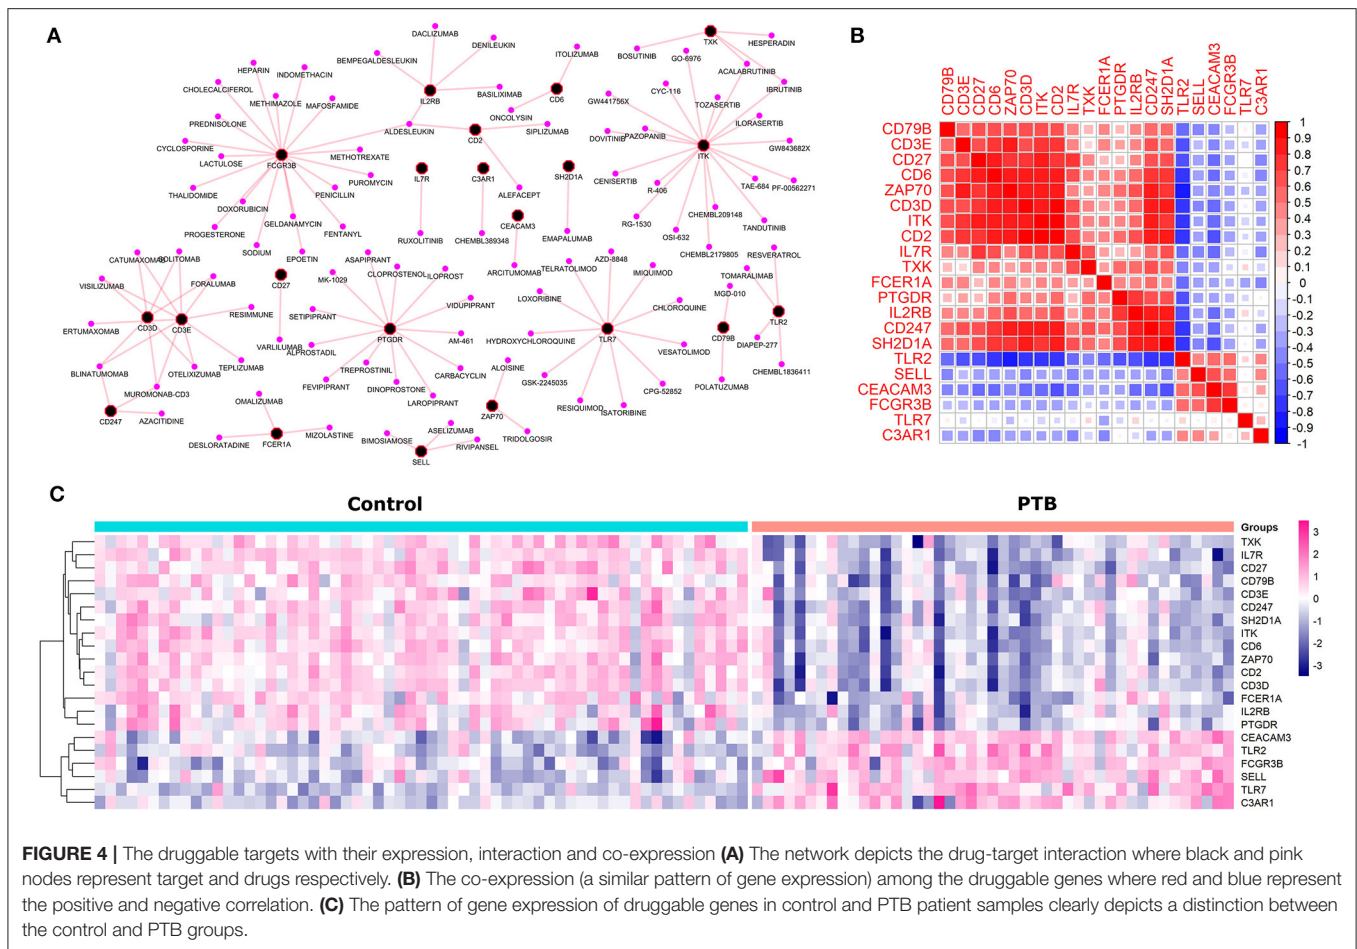 A
DACLIZUMAB
DENILEUKIN
BEMPEGALDESLEUKIN
ITOLIZUMAB
TXK
HESPERADIN
BOSUTINIB
GO-6976
HEPARIN
INDOMETHACIN
ACALABRUTINIB
CHOLECALCIFEROL
IL2RB
BASILIXIMAB
CD6
CYC-116
IBRUTINIB
METHIMAZOLE
MAFOSFAMIDE
ONCOLYSIN
GW441756X
TOZASERTIB
PREDNISOLONE
ALDESLEUKIN
CD2
SIPLIZUMAB
DOVITINIB
PAZOPANIB
ILORASERTIB
CYCLOSPORINE
METHOTREXATE
ITK
GW843682X
LACTULOSE
FCGR3B
IL7R
C3AR1
SH2D1A
PUROMYCIN
CENISERTIB
R-406
TAE-684
PF-00562271
THALIDOMIDE
PENICILLIN
ALEFACEPT
DOXORUBICIN
CEACAM3
RG-1530
CHEMBL209148
GELDANAMYCIN
FENTANYL
TANDUTINIB
PROGESTERONE
RUXOLITINIB
CHEMBL389348
EMAPALUMAB
OSI-632
SODIUM
CHEMBL2179805
RESVERATROL
CATUMAXOMAB
SOLITOMAB
EPOETIN
ASAPIPRANT
ARCITUMOMAB
TELRATOLIMOD
AZD-8848
IMIQUIMOD
TOMARALIMAB
VISILIZUMAB
FORALUMAB
CD27
MK-1029
CLOPROSTENOL
ILOPROST
LOXORIBINE
MGD-010
CHLOROQUINE
VIDUPIPRANT
ERTUMAXOMAB
CD3D
CD3E
RESIMMUNE
SETIPIPRANT
PTGDR
AM-461
HYDROXYCHLOROQUINE
TLR7
CD79B
TLR2
VARLILUMAB
ALPROSTADIL
VESATOLIMOD
DIAPEP-277
BLINATUMOMAB
OTELIXIZUMAB
TEPLIZUMAB
TREPROSTINIL
CARBACYCLIN
ALOISINE
CHEMBL1836411
MUROMONAB-CD3
FEVIPIPRANT
DINOPROSTONE
GSK-2245035
CPG-52852
POLATUZUMAB
OMALIZUMAB
LAROPIPRANT
RESIQUIMOD
ISATORIBINE
CD247
AZACITIDINE
ZAP70
DESLORATADINE
FCER1A
MIZOLASTINE
BIMOSIAMOSE
ASELIZUMAB
RIVIPANSEL
TRIDOLGOSIR
SELL
B
CD79B
CD3E
CD27
CD6
ZAP70
CD3D
ITK
CD2
IL7R
TXK
FCER1A
PTGDR
IL2RB
CD247
SH2D1A
TLR2
SELL
CEACAM3
FCGR3B
TLR7
C3AR1
CD79B
CD3E
CD27
CD6
ZAP70
CD3D
ITK
CD2
IL7R
TXK
FCER1A
PTGDR
IL2RB
CD247
SH2D1A
TLR2
SELL
CEACAM3
FCGR3B
TLR7
C3AR1
1
0.9
0.8
0.7
0.6
0.5
0.4
0.3
0.2
0.1
0
-0.1
-0.2
-0.3
-0.4
-0.5
-0.6
-0.7
-0.8
-0.9
-1
C
Control
PTB
Groups
TXK
IL7R
CD27
CD79B
CD3E
CD247
SH2D1A
ITK
CD6
ZAP70
CD2
CD3D
FCER1A
IL2RB
PTGDR
CEACAM3
TLR2
FCGR3B
SELL
TLR7
C3AR1
3
2
1
0
-1
-2
-3
FIGURE 4 | The druggable targets with their expression, interaction and co-expression (A) The network depicts the drug-target interaction where black and pink
nodes represent target and drugs respectively. (B) The co-expression (a similar pattern of gene expression) among the druggable genes where red and blue represent
the positive and negative correlation. (C) The pattern of gene expression of druggable genes in control and PTB patient samples clearly depicts a distinction between
the control and PTB groups.